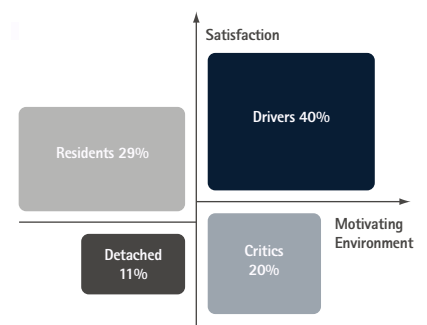 Satisfaction
Drivers 40%
Residents 29%
Motivating
Environment
Detached
11%
Critics
20%